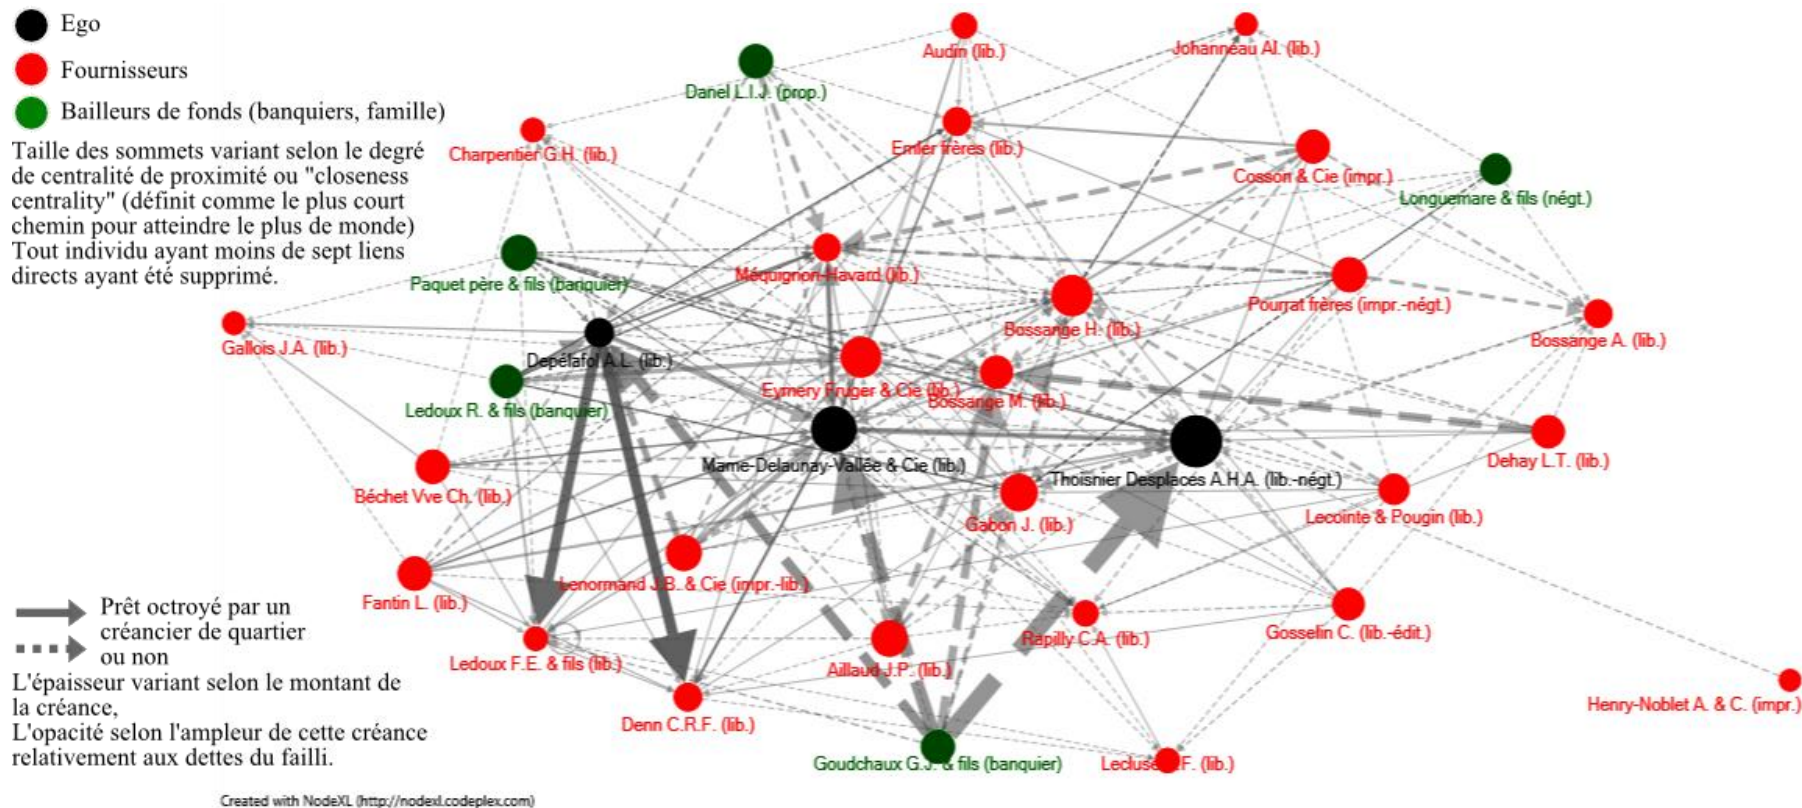 Ego
Fournisseurs
Bailleurs de fonds (banquiers, famille)
Taille des sommets variant selon le degré
de centralité de proximité ou "closeness
centrality" (définit comme le plus court
chemin pour atteindre le plus de monde)
Tout individu ayant moins de sept liens
directs ayant été supprimé.
Audin (lib.)
Johanneau Al. (lib.)
Danel L.I.J. (prop.)
Charpentier G.H. (lib.)
Emler frères (lib.)
Cosson & Cie (impr.)
Longuemare & fils (négt.)
Paquet père & fils (banquier)
Méquignon-Havard (lib.)
Bossange H. (lib.)
Pourrat frères (impr.-négt.)
Bossange A. (lib.)
Gallois J.A. (lib.)
Depélafol A.L. (lib.)
Eymery Fruger & Cie (lib.)
Bossange M. (lib.)
Ledoux R. & fils (banquier)
Mame-Delaunay-Vallée & Cie (lib.)
Thoisnier Desplaces A.H.A. (lib.-négt.)
Dehay L.T. (lib.)
Béchet Vve Ch. (lib.)
Gabon J. (lib.)
Lecointe & Pougin (lib.)
Lenormand J.B. & Cie (impr.-lib.)
Fantin L. (lib.)
Rapilly C.A. (lib.)
Gosselin C. (lib.-édit.)
Ledoux F.E. & fils (lib.)
Aillaud J.P. (lib.)
Henry-Noblet A. & C. (impr.)
Denn C.R.F. (lib.)
Goudchaux G.J. & fils (banquier)
F. (lib.)
Prêt octroyé par un
créancier de quartier
ou non
L'épaisseur variant selon le montant de
la créance,
L'opacité selon l'ampleur de cette créance
relativement aux dettes du failli.
Created with NodeXL (http://nodexl.codeplex.com)